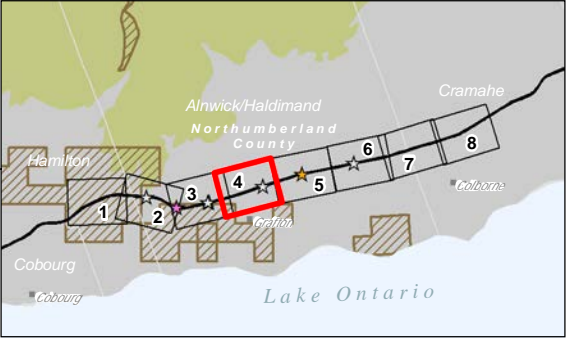 Cramahe
Alnwick/Haldimand
Northumberland
County
Hamilton
1
2
3
4
5
6
7
8
Colborne
Grafton
Cobourg
Cobourg
Lake Ontario